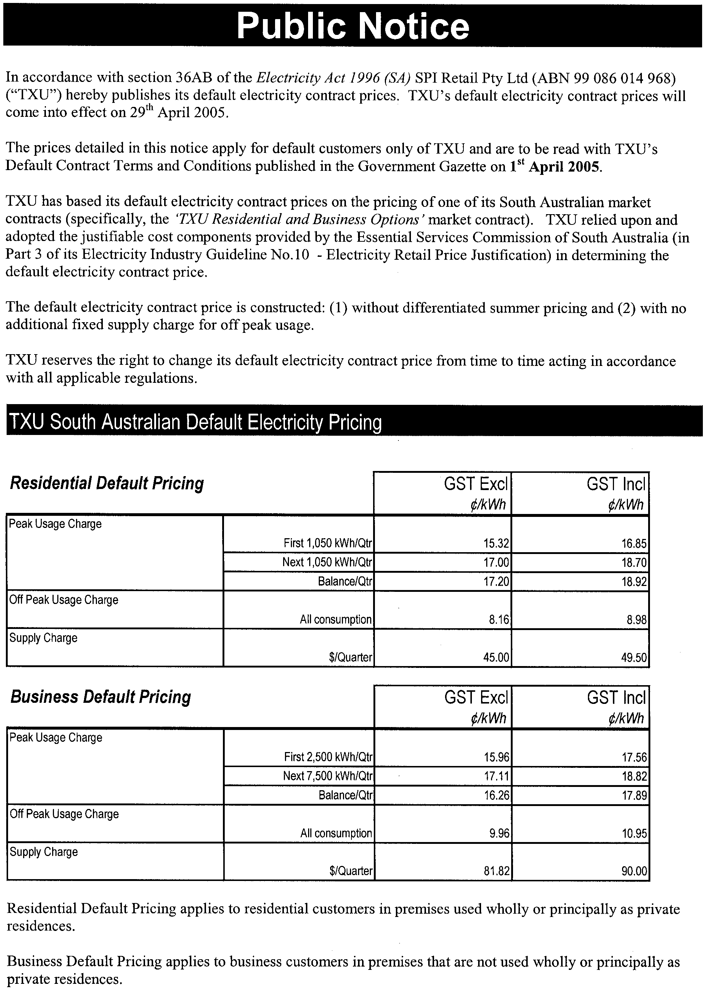 Public Notice
In accordance with section 36AB of the Electricity Act 1996 (SA) SPI Retail Pty Ltd (ABN 99 086 014 968)
(“TXU”) hereby publishes its default electricity contract prices. TXU’s default electricity contract prices will
come into effect on 29th April 2005.
The prices detailed in this notice apply for default customers only of TXU and are to be read with TXU’s
Default Contract Terms and Conditions published in the Government Gazette on 1st April 2005.
TXU has based its default electricity contract prices on the pricing of one of its South Australian market
contracts (specifically, the ‘TXU Residential and Business Options’ market contract). TXU relied upon and
adopted the justifiable cost components provided by the Essential Services Commission of South Australia (in
Part 3 of its Electricity Industry Guideline No.10 - Electricity Retail Price Justification) in determining the
default electricity contract price.
The default electricity contract price is constructed: (1) without differentiated summer pricing and (2) with no
additional fixed supply charge for off peak usage.
TXU reserves the right to change its default electricity contract price from time to time acting in accordance
with all applicable regulations.
TXU South Australian Default Electricity Pricing
Residential Default Pricing GST Excl GST Incl
¢/kWh ¢/kWh
Peak Usage Charge
First 1,050 kWh/Qtr 15.32 16.85
Next 1,050 kWh/Qtr 17.00 18.70
Balance/Qtr 17.20 18.92
Off Peak Usage Charge
All consumption 8.16 8.98
Supply Charge
$/Quarter 45.00 49.50
Business Default Pricing GST Excl GST Incl
¢/kWh ¢/kWh
Peak Usage Charge
First 2,500 kWh/Qtr 15.96 17.56
Next 7,500 kWh/Qtr 17.11 18.82
Balance/Qtr 16.26 17.89
Off Peak Usage Charge
All consumption 9.96 10.95
Supply Charge
$/Quarter 81.82 90.00
Residential Default Pricing applies to residential customers in premises used wholly or principally as private
residences.
Business Default Pricing applies to business customers in premises that are not used wholly or principally as
private residences.